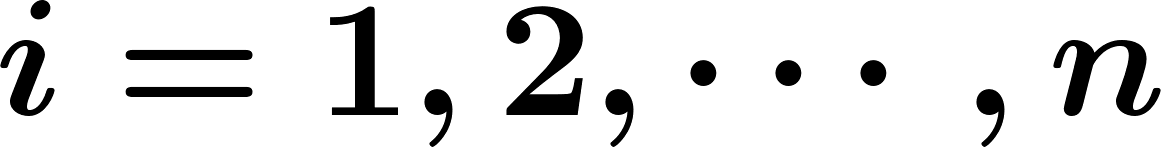 i = 1, 2, ⋯ , n